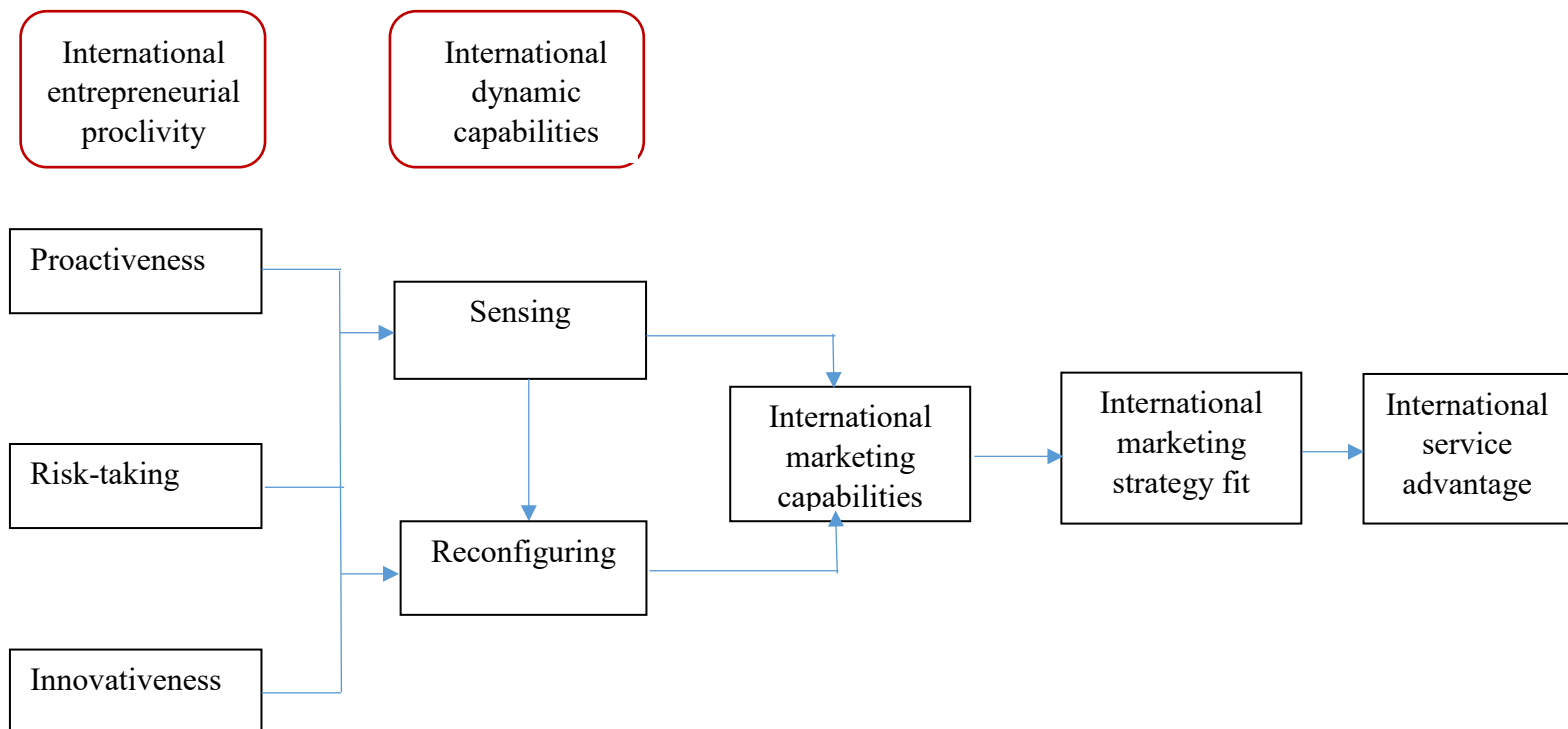 International
entrepreneurial
proclivity
International
dynamic
capabilities
Proactiveness
Risk-taking
Innovativeness
Sensing
Reconfiguring
International
marketing
capabilities
International
marketing
strategy fit
International
service
advantage